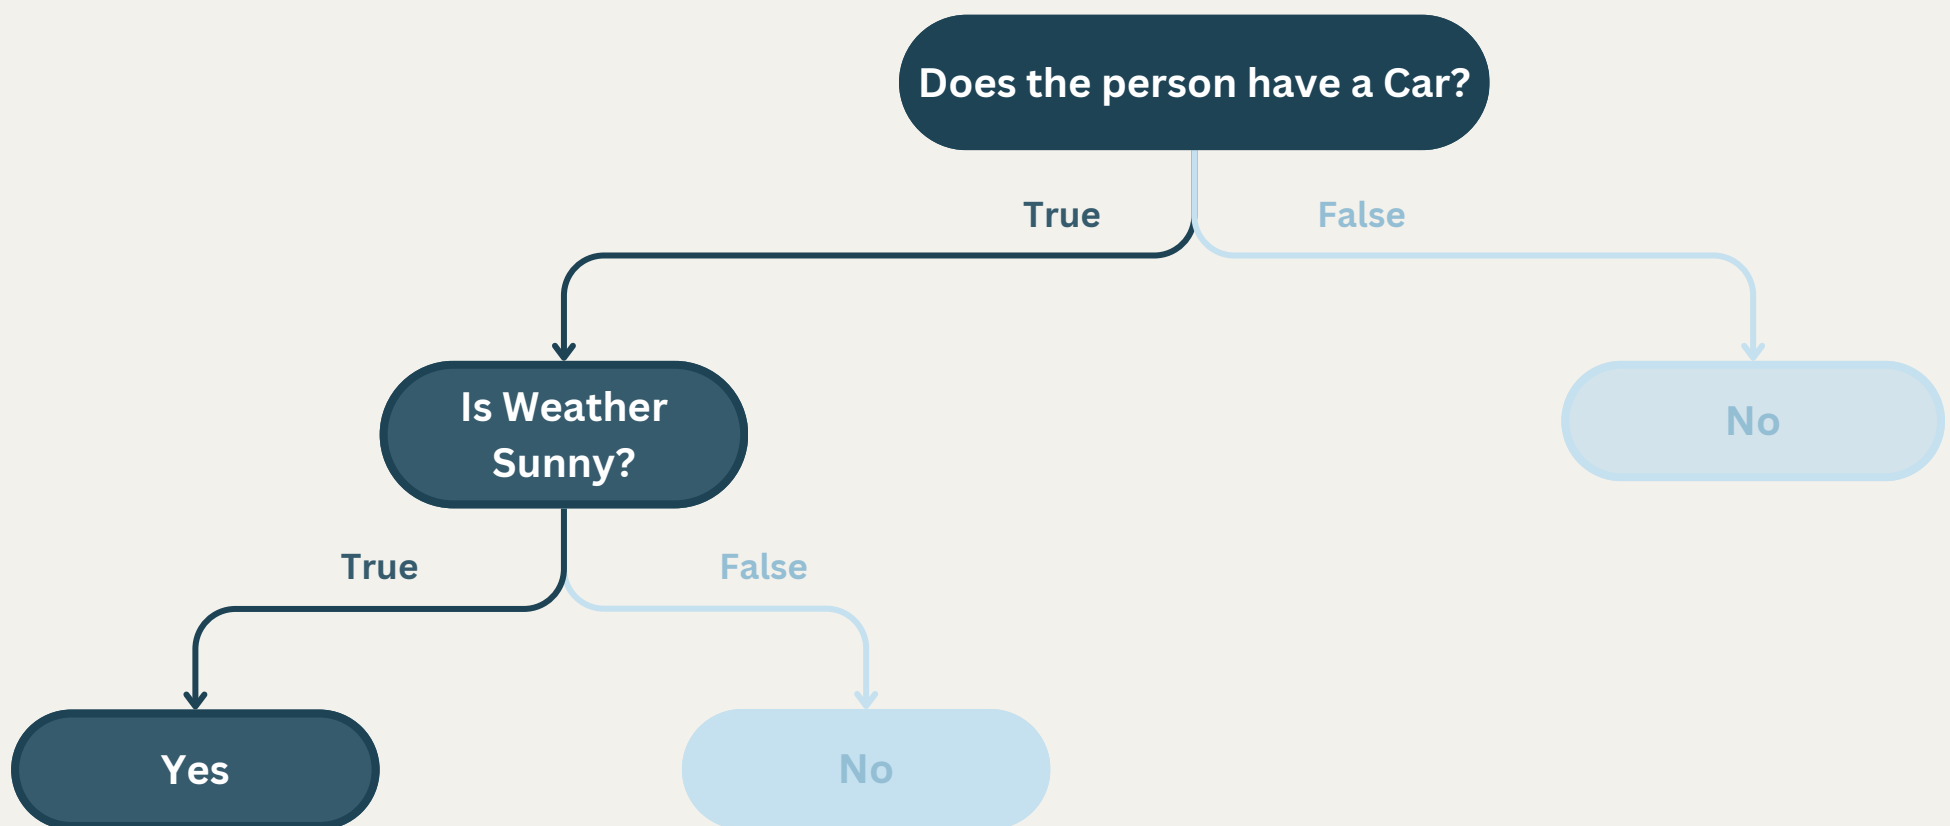 Does the person have a Car?
True
False
Is Weather
Sunny?
No
True
False
Yes
No